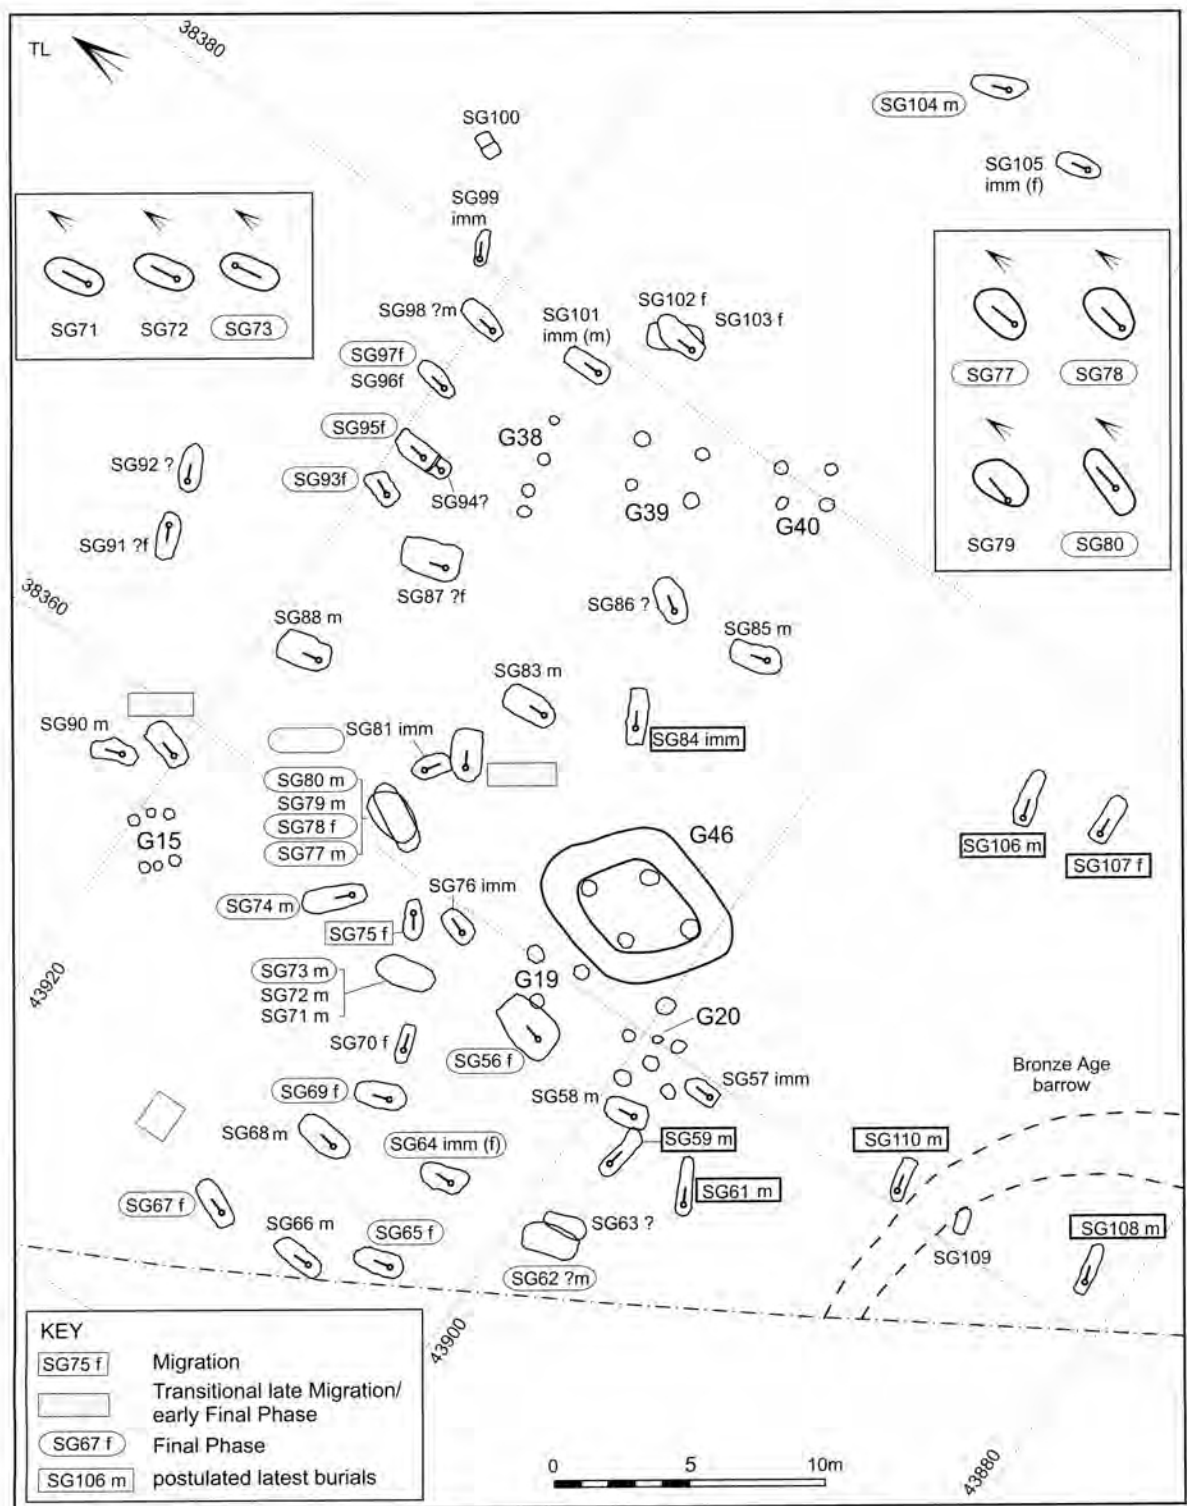 38380
TL
SG104 m
SG100
SG105
imm (f)
SG99
imm
SG71
SG72
SG73
SG98 ?m
SG101
imm (m)
SG102 f
SG103 f
SG97f
SG96f
SG77
SG78
SG95f
G38
SG92 ?
SG93f
SG94?
G39
G40
SG79
SG80
SG91 ?f
38360
SG87 ?f
SG86 ?
SG88 m
SG85 m
SG83 m
SG90 m
SG81 imm
SG84 imm
SG80 m
SG79 m
SG78 f
SG77 m
G15
G46
SG106 m
SG107 f
SG76 imm
SG74 m
SG75 f
43920
SG73 m
SG72 m
SG71 m
G19
G20
SG70 f
SG56 f
Bronze Age
barrow
SG57 imm
SG69 f
SG58 m
SG68 m
SG64 imm (f)
SG59 m
SG110 m
SG61 m
SG67 f
SG66 m
SG65 f
SG63 ?
SG62 ?m
SG109
SG108 m
KEY
SG75 f Migration
Transitional late Migration/
early Final Phase
SG67 f Final Phase
SG106 m postulated latest burials
43900
0 5 10m
43880